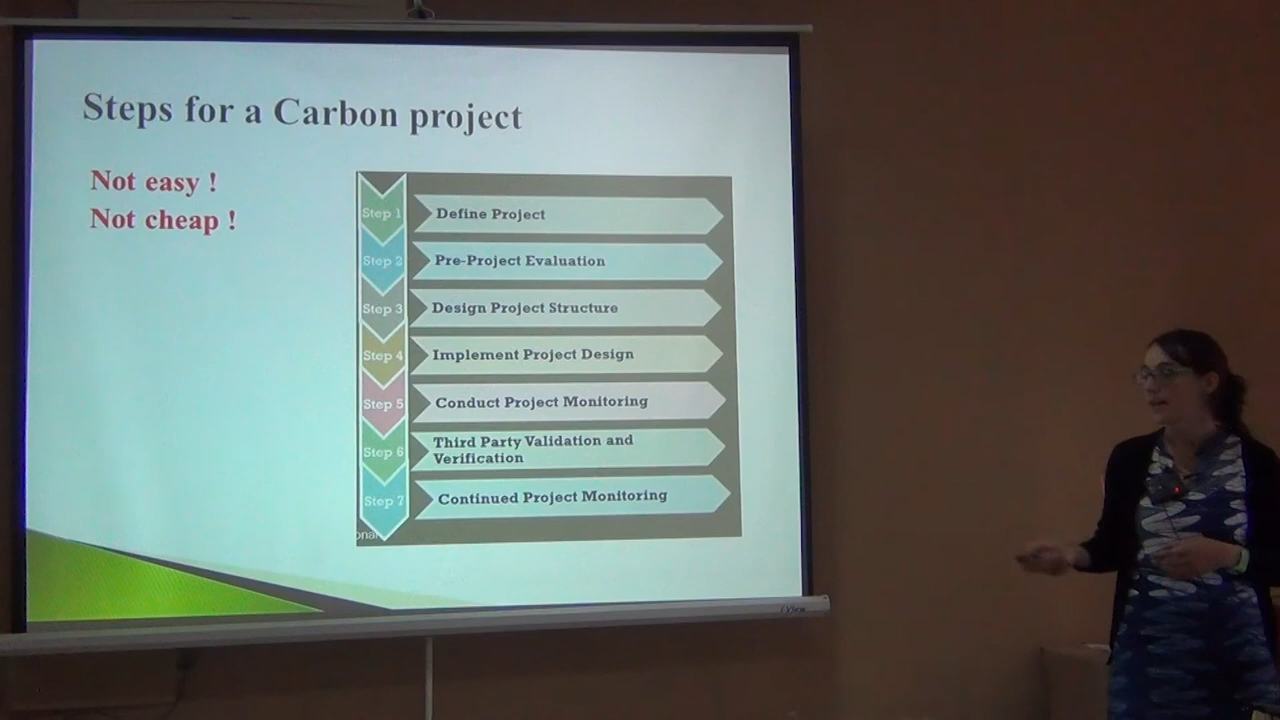 Steps for a Carbon project
Not easy !
Not cheap !
Step 1
Define Project
Step 2
Pre-Project Evaluation
Step 3
Design Project Structure
Step 4
Implement Project Design
Step 5
Conduct Project Monitoring
Step 6
Third Party Validation and
Verification
Step 7
Continued Project Monitoring
onal